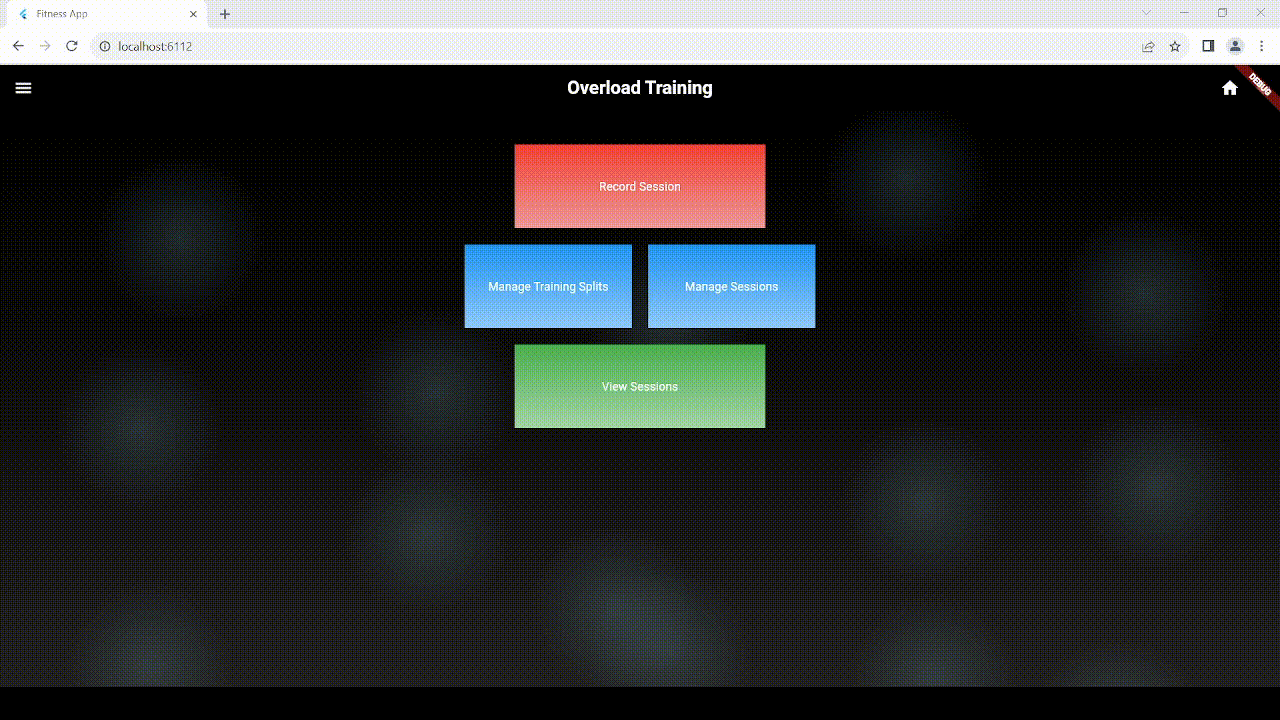 Fitness App
localhost:6112
Overload Training
DEBUG
Record Session
Manage Training Splits
Manage Sessions
View Sessions